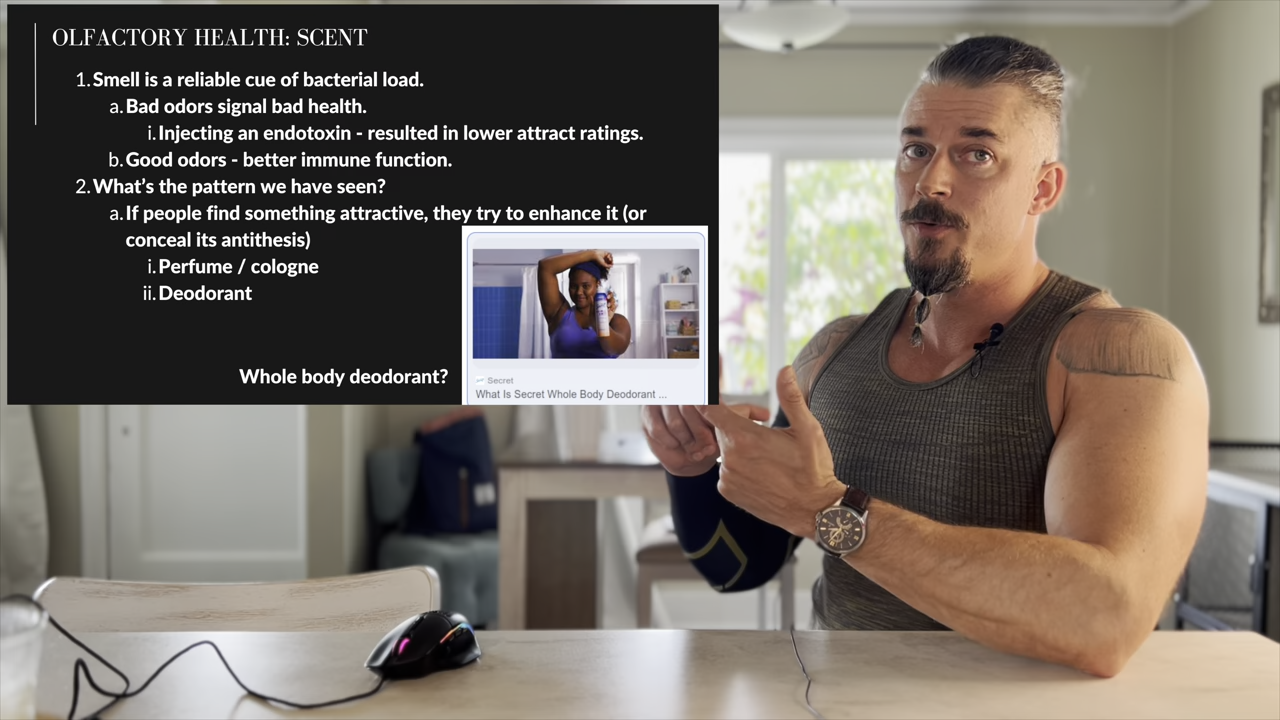 OLFACTORY HEALTH: SCENT
1. Smell is a reliable cue of bacterial load.
a. Bad odors signal bad health.
i. Injecting an endotoxin - resulted in lower attract ratings.
b. Good odors - better immune function.
2. What's the pattern we have seen?
a. If people find something attractive, they try to enhance it (or
conceal its antithesis)
i. Perfume / cologne
ii. Deodorant
Whole body deodorant?
Secret
What Is Secret Whole Body Deodorant ...